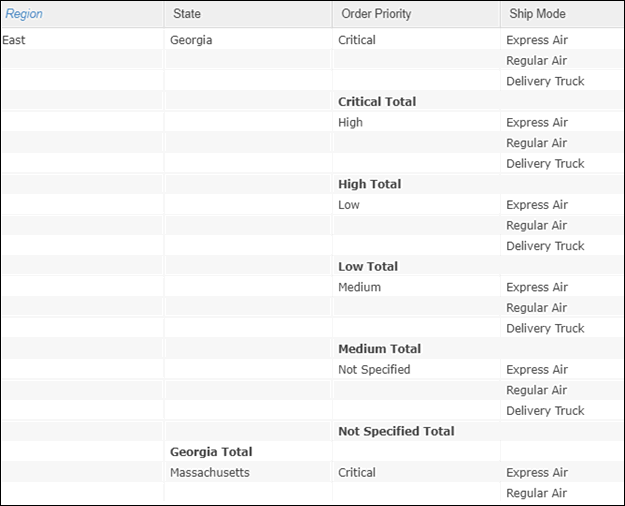 Region State Order Priority Ship Mode
East Georgia Critical Express Air
Regular Air
Delivery Truck
Critical Total
High Express Air
Regular Air
Delivery Truck
High Total
Low Express Air
Regular Air
Delivery Truck
Low Total
Medium Express Air
Regular Air
Delivery Truck
Medium Total
Not Specified Express Air
Regular Air
Delivery Truck
Not Specified Total
Georgia Total
Massachusetts Critical Express Air
Regular Air